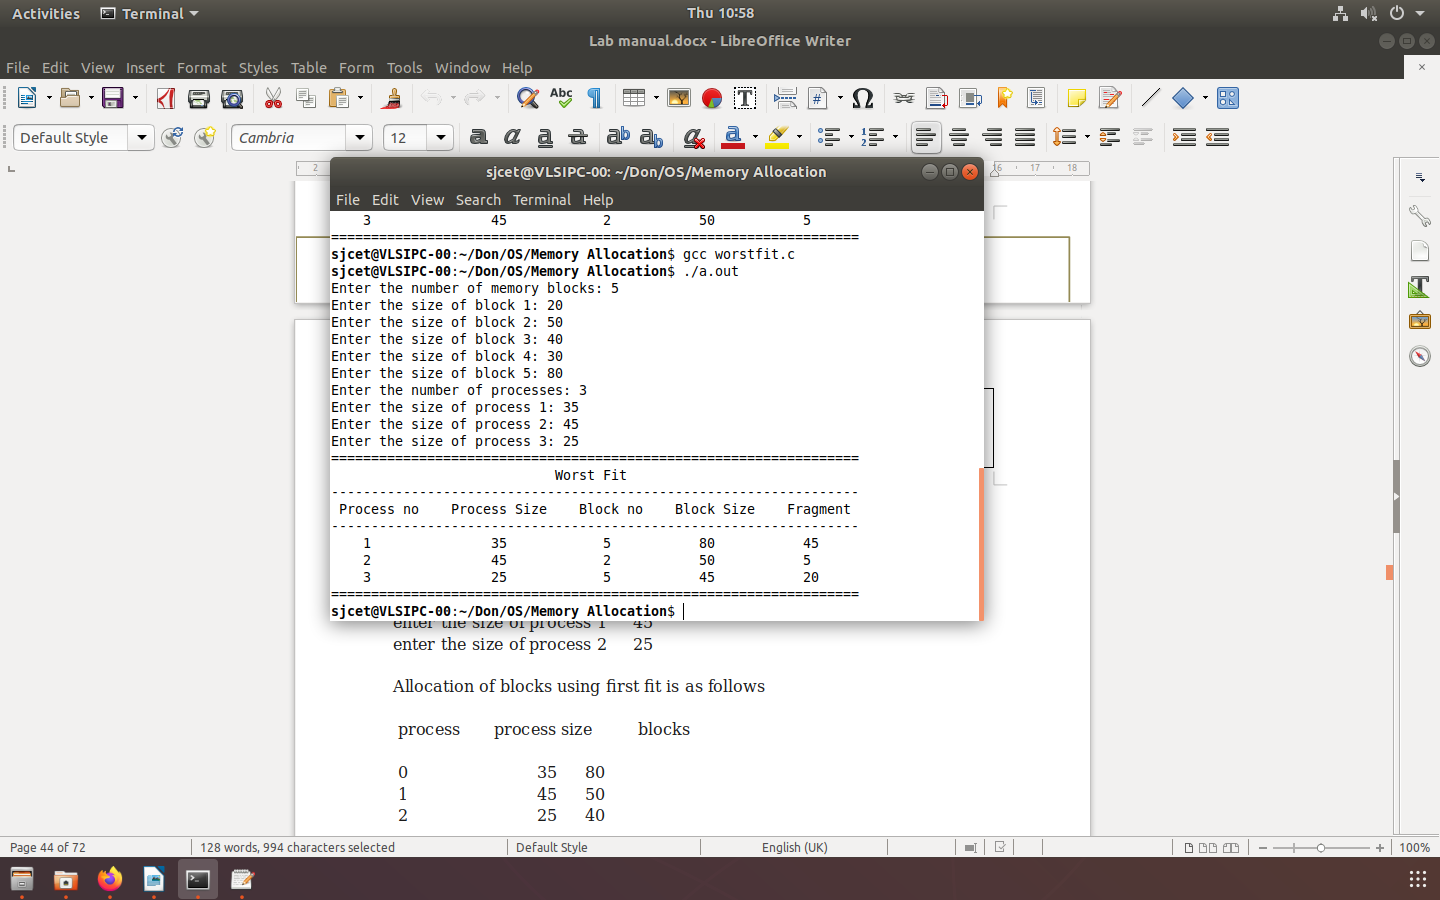 Activities Terminal Thu 10:58
Lab manual.docx - LibreOffice Writer
File Edit View Insert Format Styles Table Form Tools Window Help
Default Style Cambria 12
2 16 17 18
sjcet@VLSIPC-00: ~/Don/OS/Memory Allocation
File Edit View Search Terminal Help
3 45 2 50 5
==================================================================
sjcet@VLSIPC-00:~/Don/OS/Memory Allocation$ gcc worstfit.c
sjcet@VLSIPC-00:~/Don/OS/Memory Allocation$ ./a.out
Enter the number of memory blocks: 5
Enter the size of block 1: 20
Enter the size of block 2: 50
Enter the size of block 3: 40
Enter the size of block 4: 30
Enter the size of block 5: 80
Enter the number of processes: 3
Enter the size of process 1: 35
Enter the size of process 2: 45
Enter the size of process 3: 25
==================================================================
Worst Fit
------------------------------------------------------------------
Process no Process Size Block no Block Size Fragment
------------------------------------------------------------------
1 35 5 80 45
2 45 2 50 5
3 25 5 45 20
==================================================================
sjcet@VLSIPC-00:~/Don/OS/Memory Allocation$
enter the size of process 1 45
enter the size of process 2 25
Allocation of blocks using first fit is as follows
process process size blocks
0 35 80
1 45 50
2 25 40
Page 44 of 72 128 words, 994 characters selected Default Style English (UK) 100%